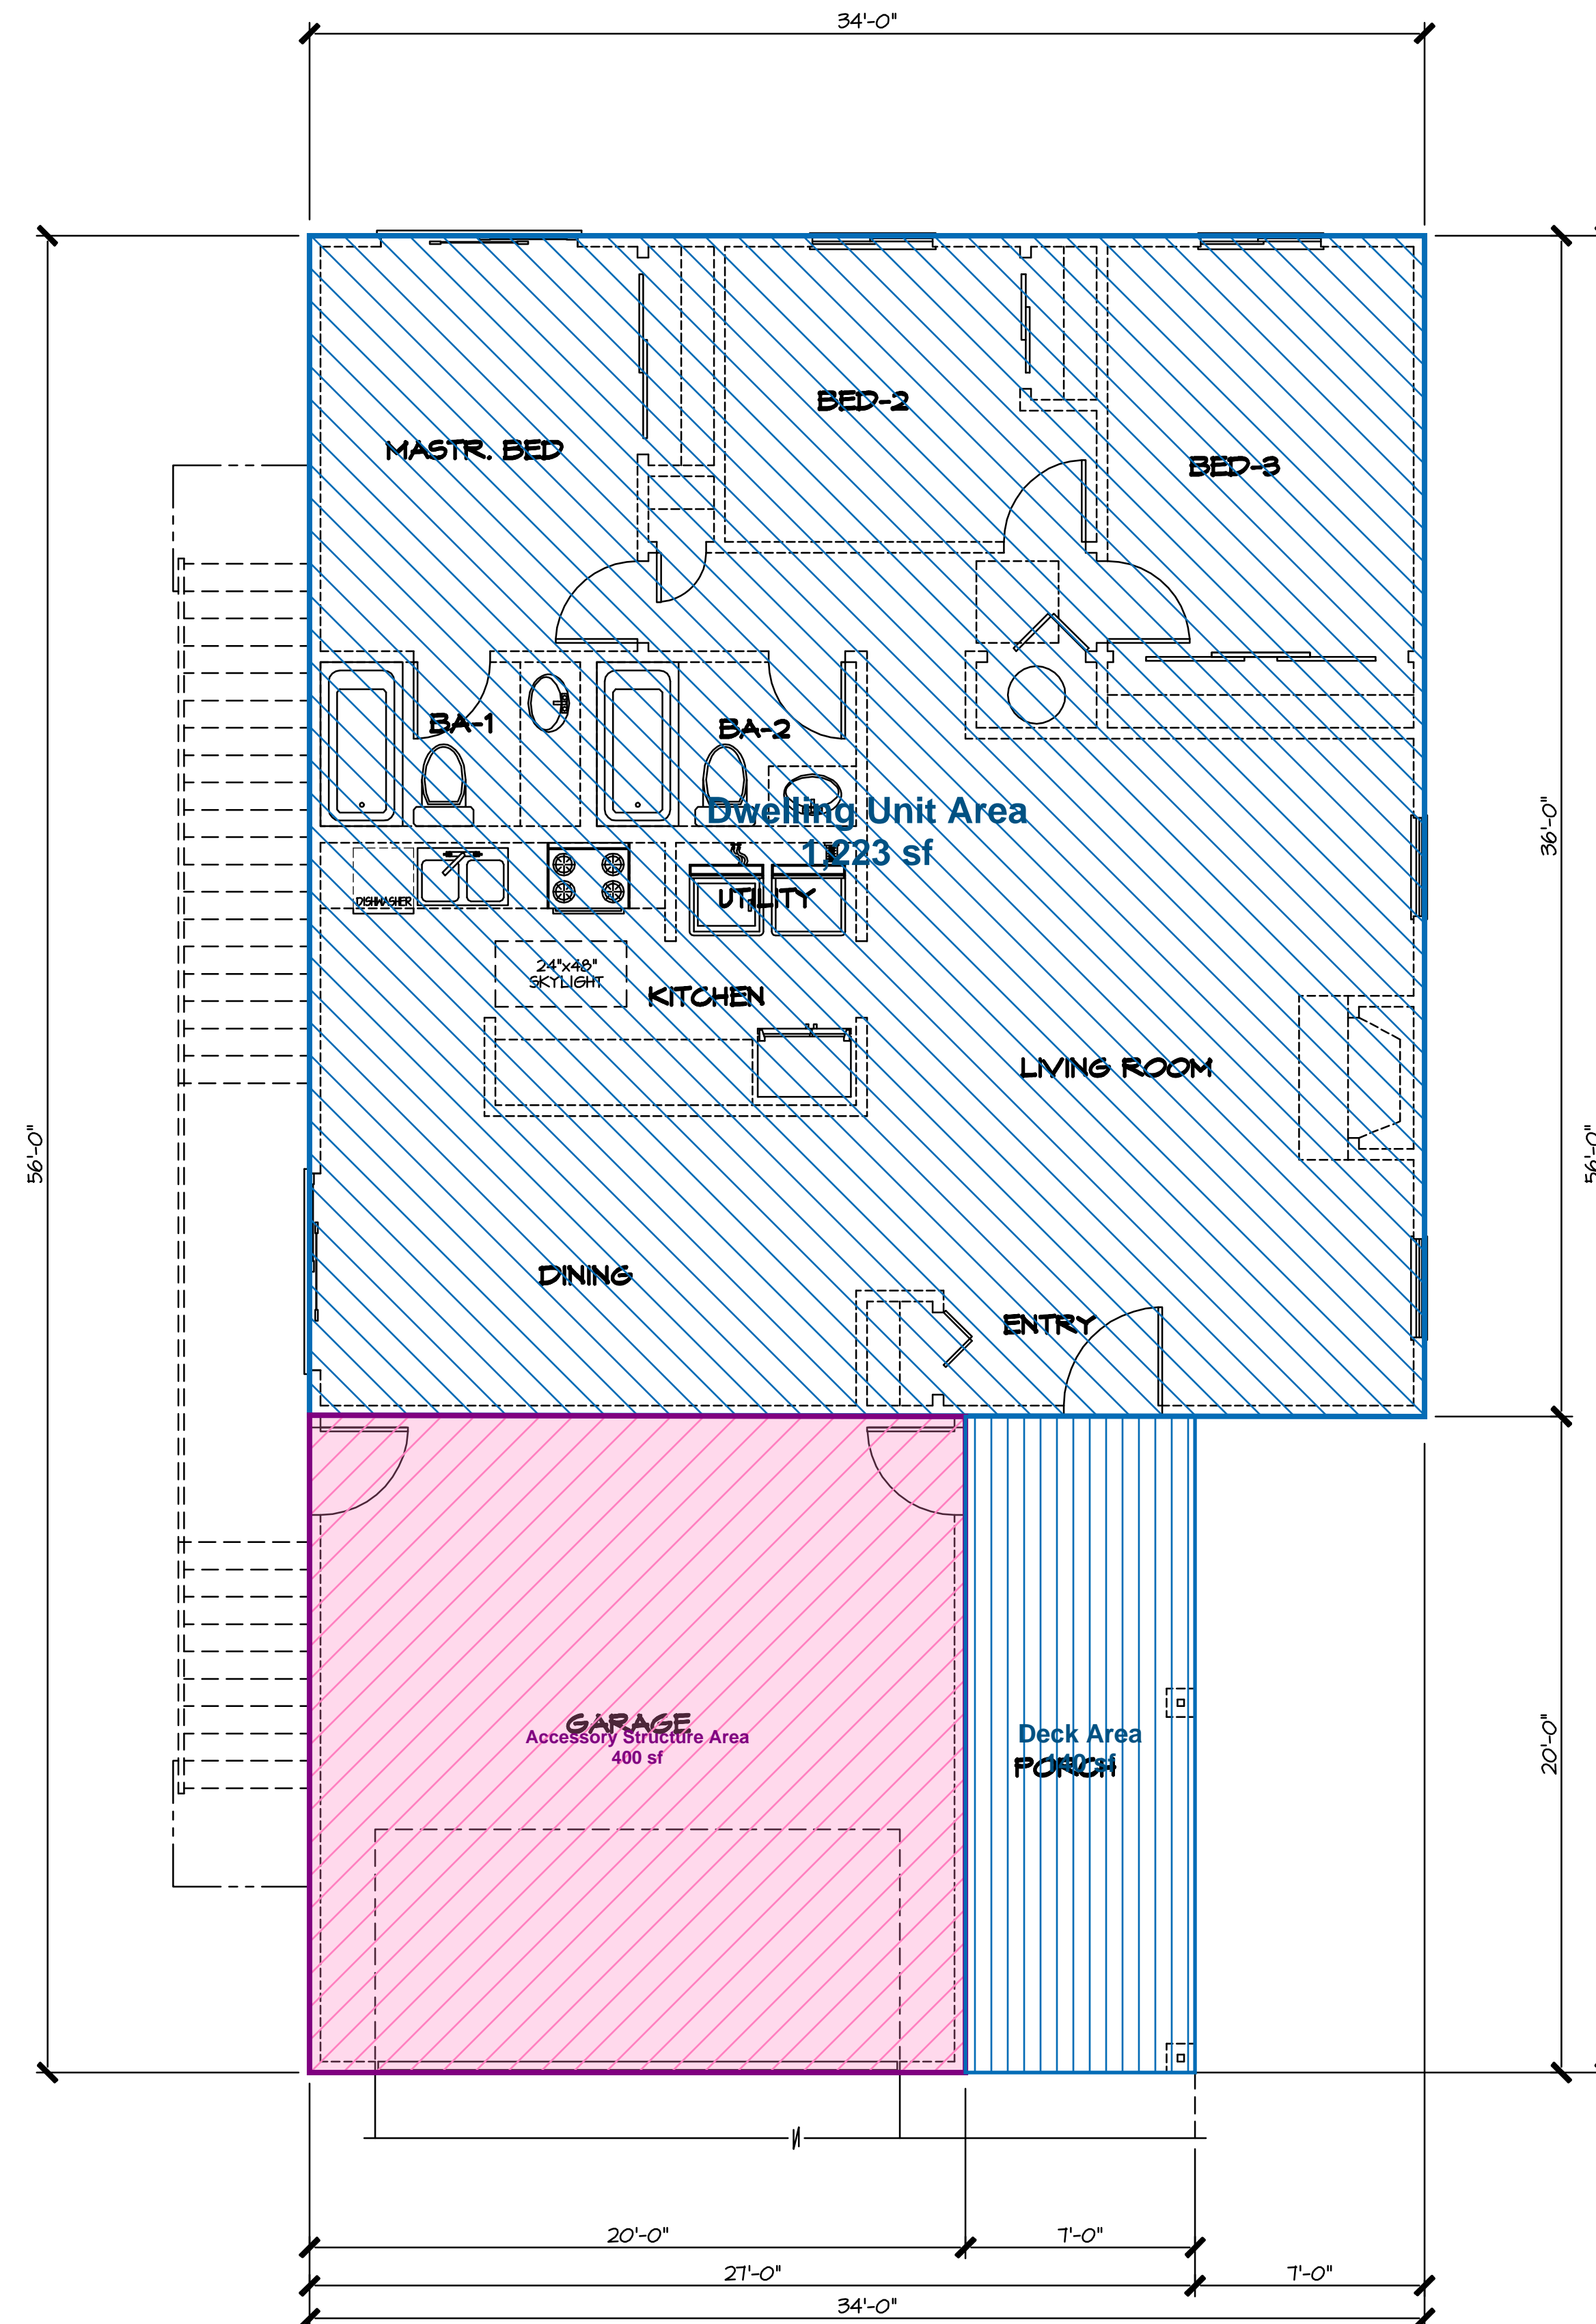 34'-0"
BED-2
MASTR. BED
BED-3
BA-1
BA-2
Dwelling Unit Area
1,223 sf
DISHWASHER
UTILITY
24"x48"
SKYLIGHT
KITCHEN
LIVING ROOM
36'-0"
56'-0"
56'-0"
DINING
ENTRY
GARAGE
Accessory Structure Area
400 sf
Deck Area
140 sf
PORCH
20'-0"
20'-0"
7'-0"
27'-0"
7'-0"
34'-0"